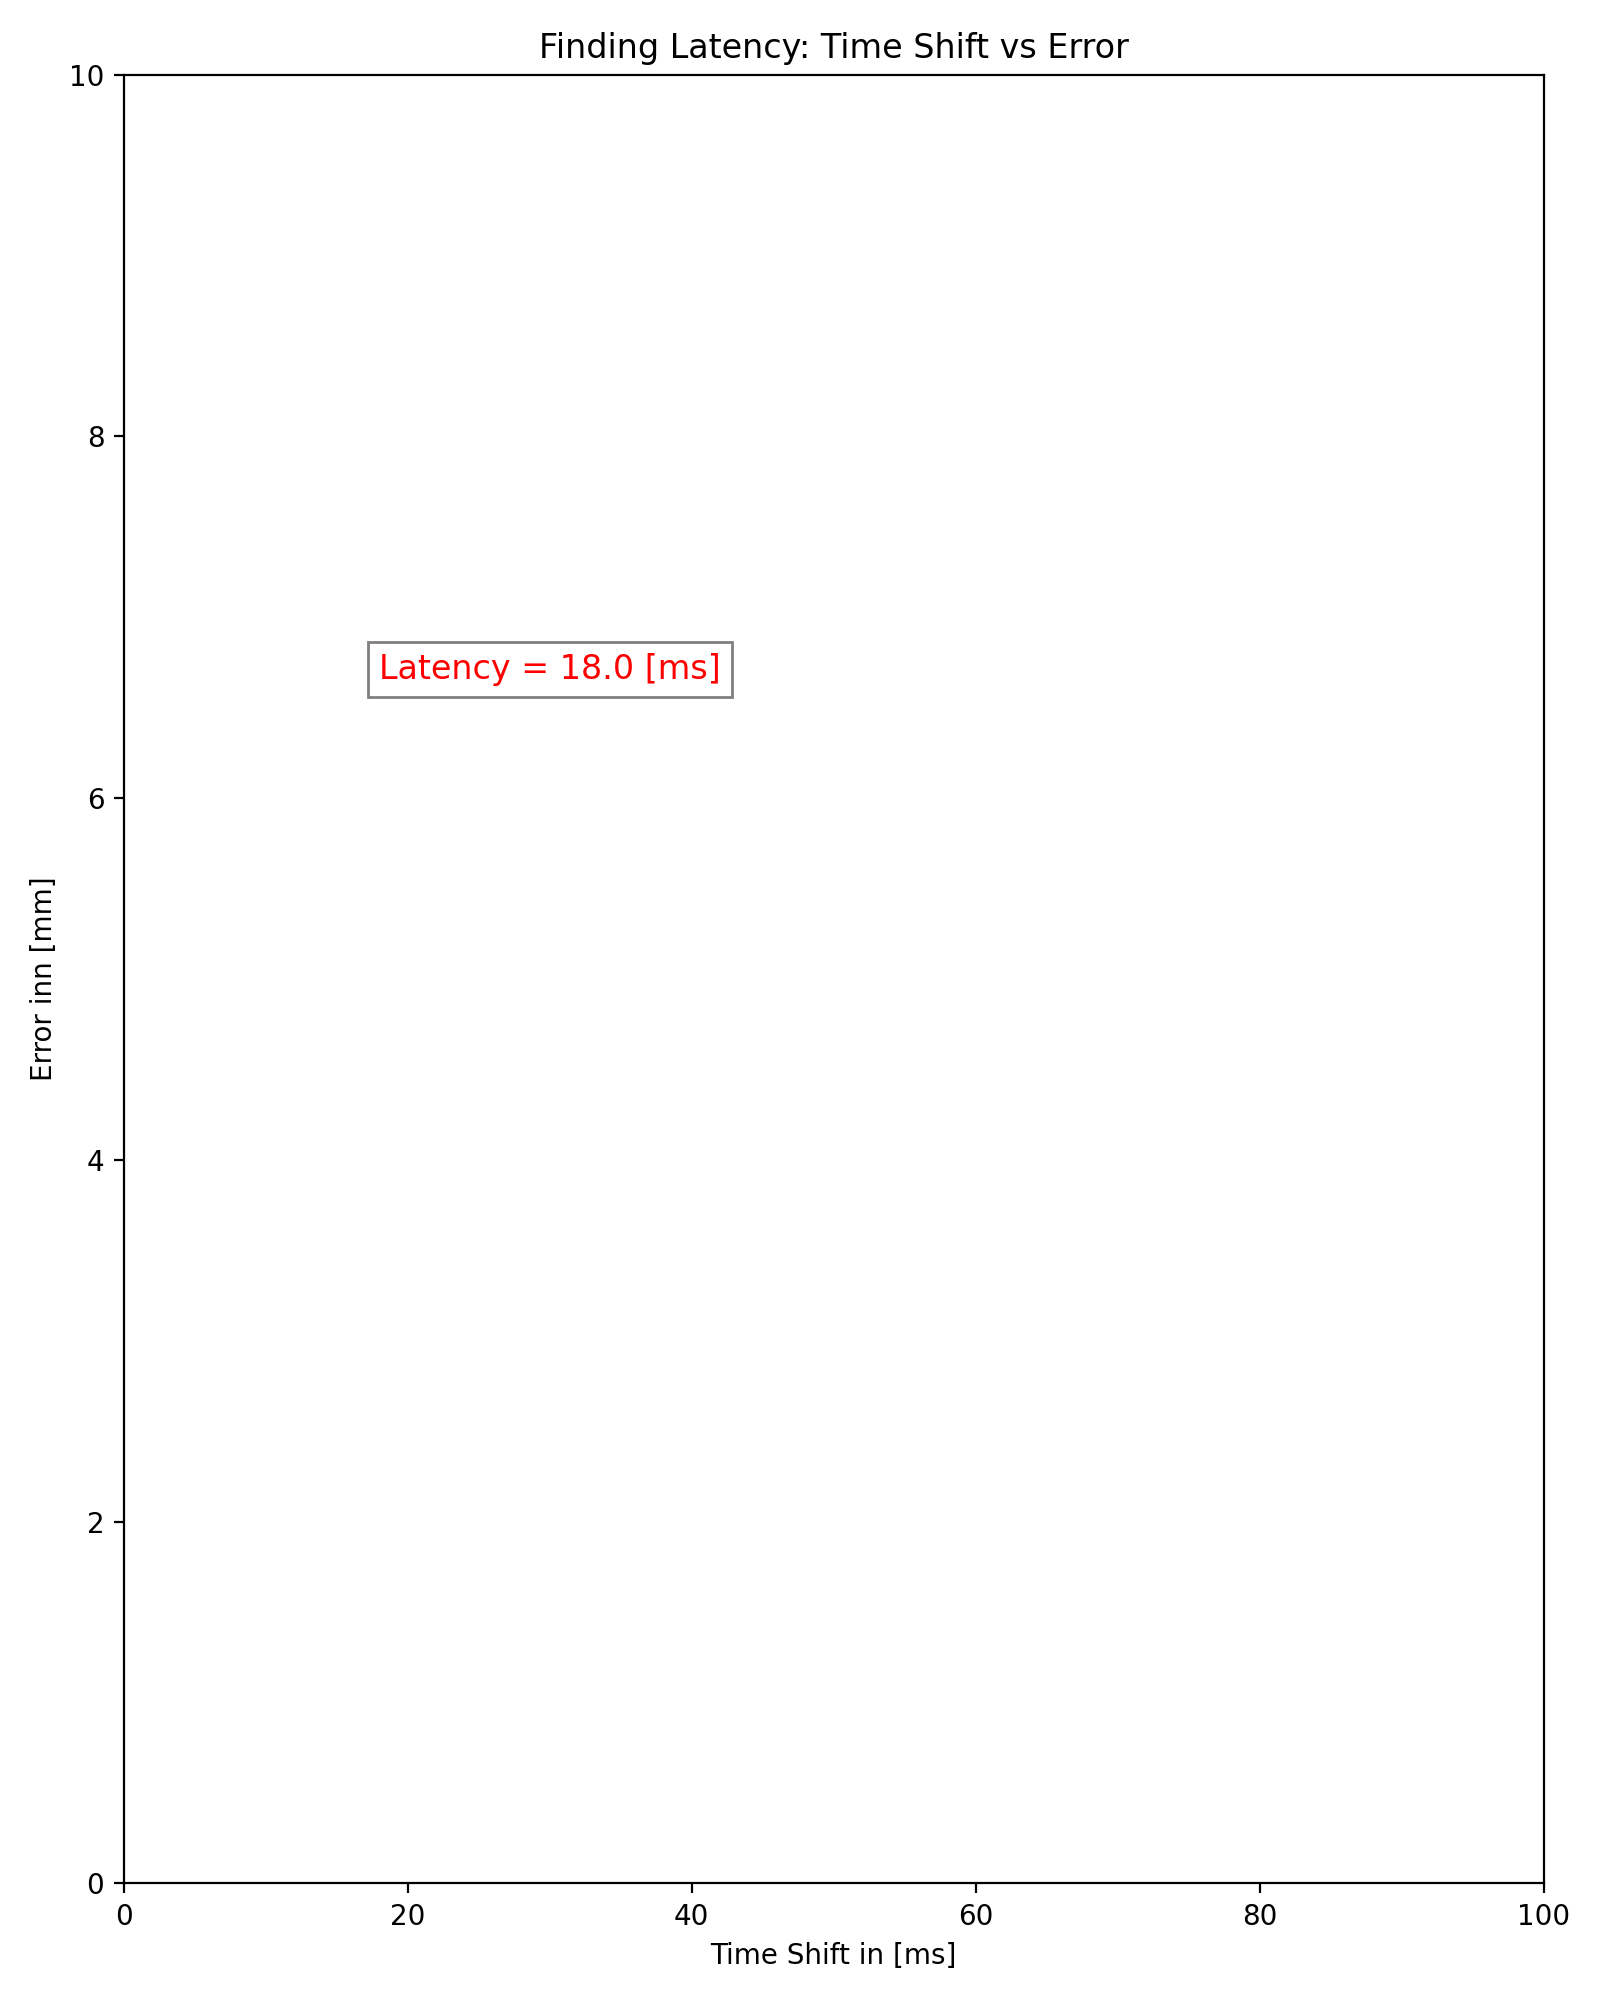 Finding Latency: Time Shift vs Error
10
8
Latency = 18.0 [ms]
6
Error inn [mm]
4
2
0
0 20 40 60 80 100
Time Shift in [ms]